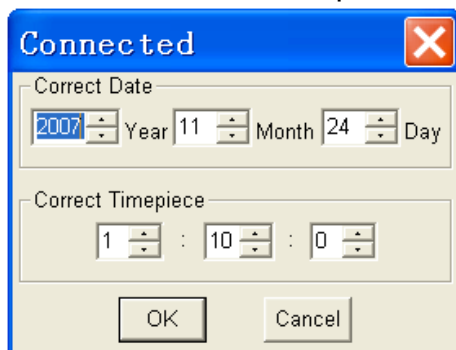 Connected
Correct Date
2007 Year 11 Month 24 Day
Correct Timepiece
1 : 10 : 0
OK Cancel